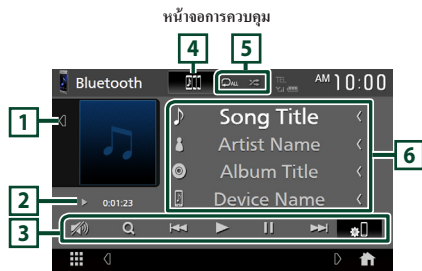 หน้าจอการควบคุม
4
5
Bluetooth
ALL
TEL
AM 10:00
1
Song Title
Artist Name
6
Album Title
2
0:01:23
Device Name
3